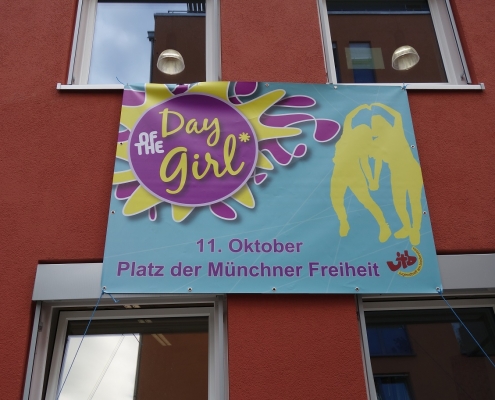 Day
OF THE
Girl*
11. Oktober
Platz der Münchner Freiheit